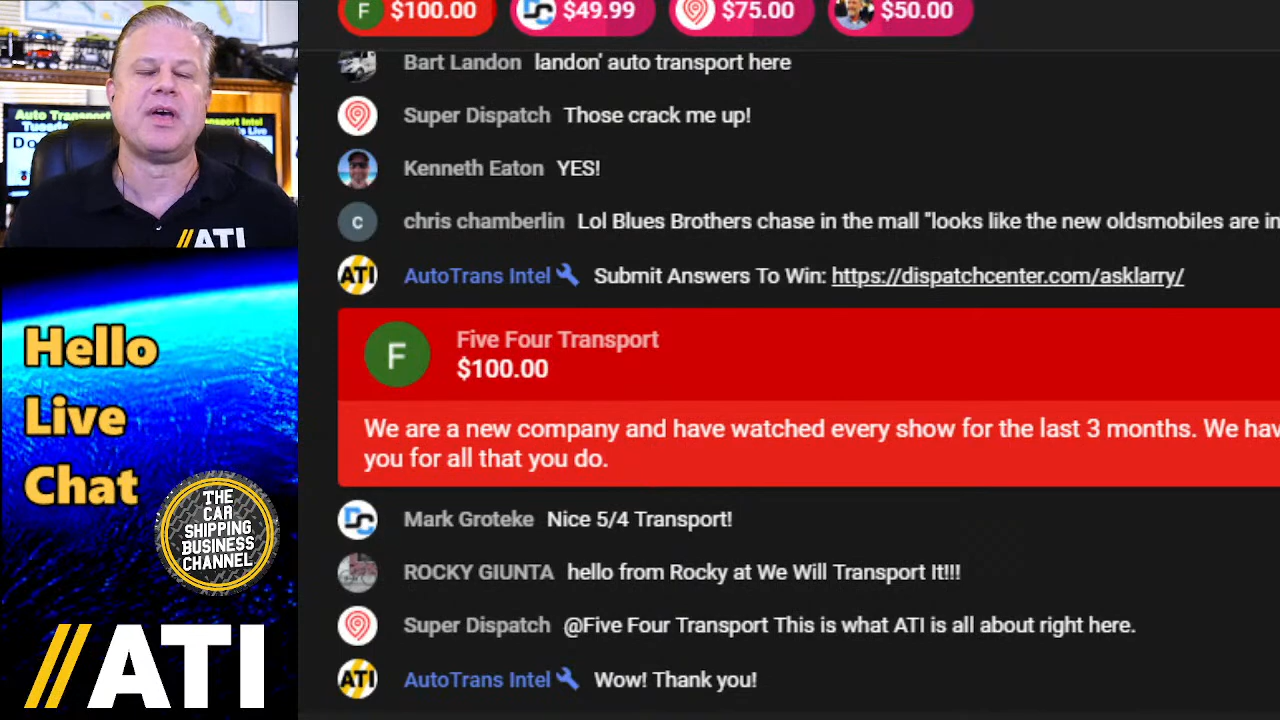 F $100.00 $49.99 $75.00 $50.00
Bart Landon landon' auto transport here
Super Dispatch Those crack me up!
Kenneth Eaton YES!
c chris chamberlin Lol Blues Brothers chase in the mall "looks like the new oldsmobiles are in
ATI AutoTrans Intel Submit Answers To Win: https://dispatchcenter.com/asklarry/
F Five Four Transport
$100.00
We are a new company and have watched every show for the last 3 months. We hav
you for all that you do.
Mark Groteke Nice 5/4 Transport!
ROCKY GIUNTA hello from Rocky at We Will Transport It!!!
Super Dispatch @Five Four Transport This is what ATI is all about right here.
ATI AutoTrans Intel Wow! Thank you!
Auto Transport
//ATI
Hello
Live
Chat
THE
CAR
SHIPPING
BUSINESS
CHANNEL
//ATI